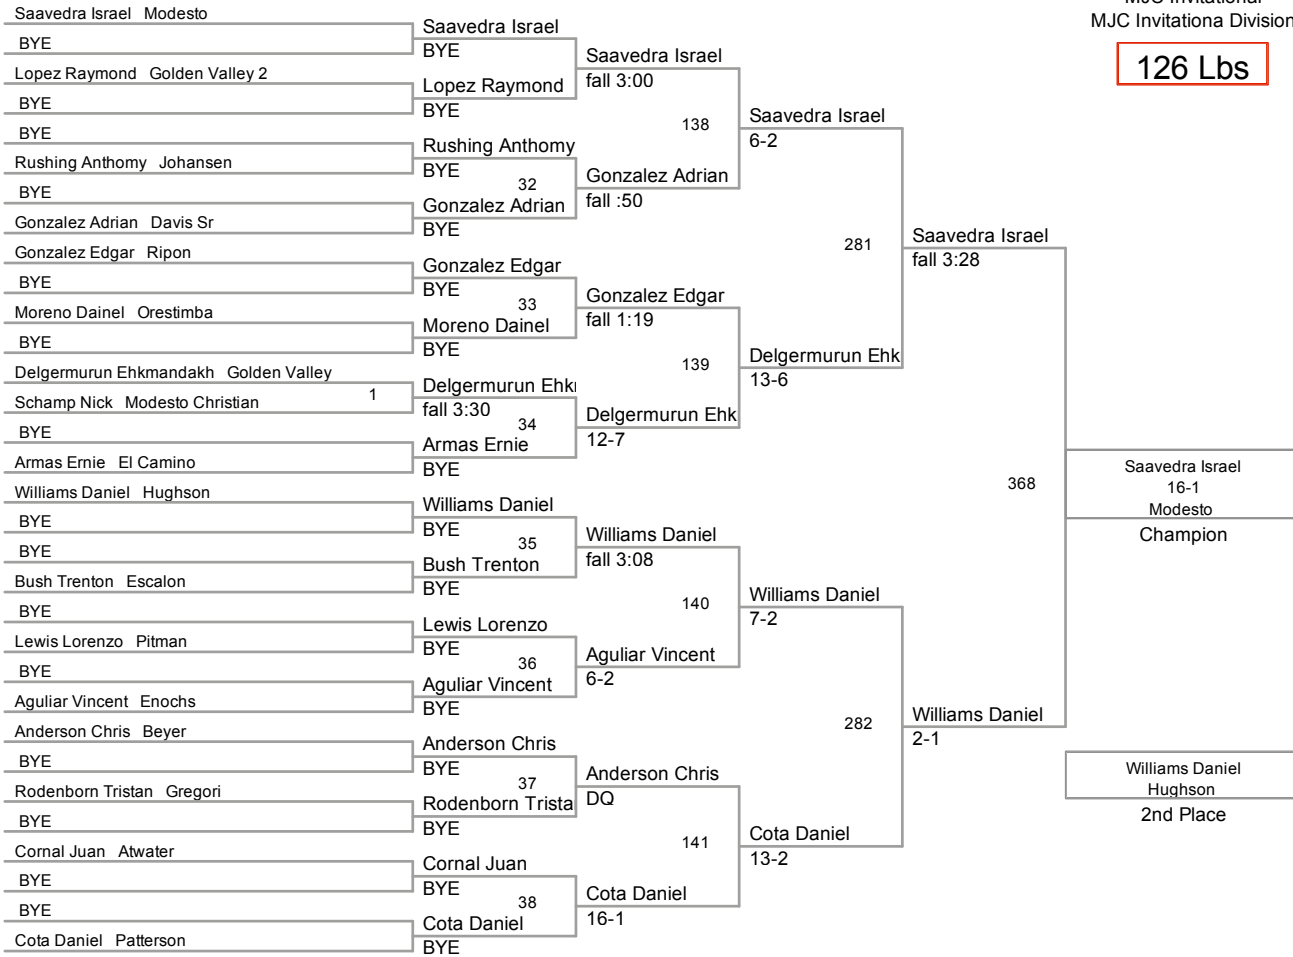 MJC Invitational
MJC Invitationa Division
126 Lbs
Saavedra Israel Modesto
BYE
Lopez Raymond Golden Valley 2
BYE
BYE
Rushing Anthomy Johansen
BYE
Gonzalez Adrian Davis Sr
Gonzalez Edgar Ripon
BYE
Moreno Dainel Orestimba
BYE
Delgermurun Ehkmandakh Golden Valley
1
Schamp Nick Modesto Christian
BYE
Armas Ernie El Camino
Williams Daniel Hughson
BYE
BYE
Bush Trenton Escalon
BYE
Lewis Lorenzo Pitman
BYE
Aguliar Vincent Enochs
Anderson Chris Beyer
BYE
Rodenborn Tristan Gregori
BYE
Cornal Juan Atwater
BYE
BYE
Cota Daniel Patterson
Saavedra Israel
BYE
Lopez Raymond
BYE
Rushing Anthomy
BYE
32
Gonzalez Adrian
BYE
Gonzalez Edgar
BYE
33
Moreno Dainel
BYE
Delgermurun Ehk
fall 3:30
34
Armas Ernie
BYE
Williams Daniel
BYE
35
Bush Trenton
BYE
Lewis Lorenzo
BYE
36
Aguliar Vincent
BYE
Anderson Chris
BYE
37
Rodenborn Trista
BYE
Cornal Juan
BYE
38
Cota Daniel
BYE
Saavedra Israel
fall 3:00
138
Gonzalez Adrian
fall :50
Gonzalez Edgar
fall 1:19
139
Delgermurun Ehk
12-7
Williams Daniel
fall 3:08
140
Aguliar Vincent
6-2
Anderson Chris
DQ
141
Cota Daniel
16-1
Saavedra Israel
6-2
281
Delgermurun Ehk
13-6
Williams Daniel
7-2
282
Cota Daniel
13-2
Saavedra Israel
fall 3:28
368
Williams Daniel
2-1
Saavedra Israel
16-1
Modesto
Champion
Williams Daniel
Hughson
2nd Place